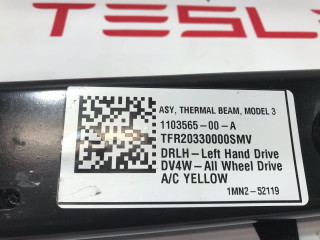 TESL
ASY, THERMAL BEAM, MODEL 3
1103565-00-A
TFR20330000SMV
DRLH-Left Hand Drive
DV4W-All Wheel Drive
A/C YELLOW
1MN2-52119